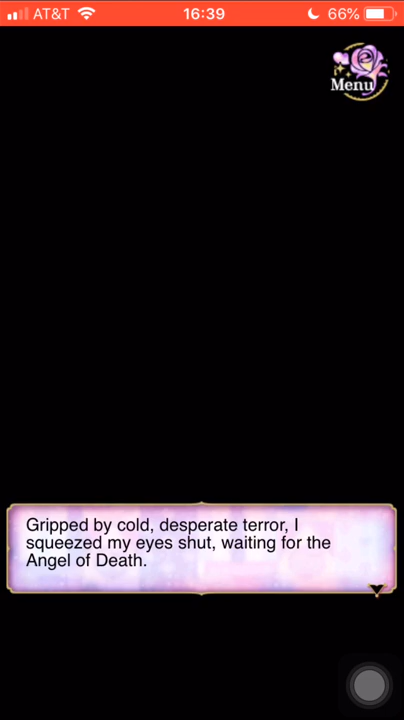 AT&T 16:39 66%
Menu
Gripped by cold, desperate terror, I
squeezed my eyes shut, waiting for the
Angel of Death.